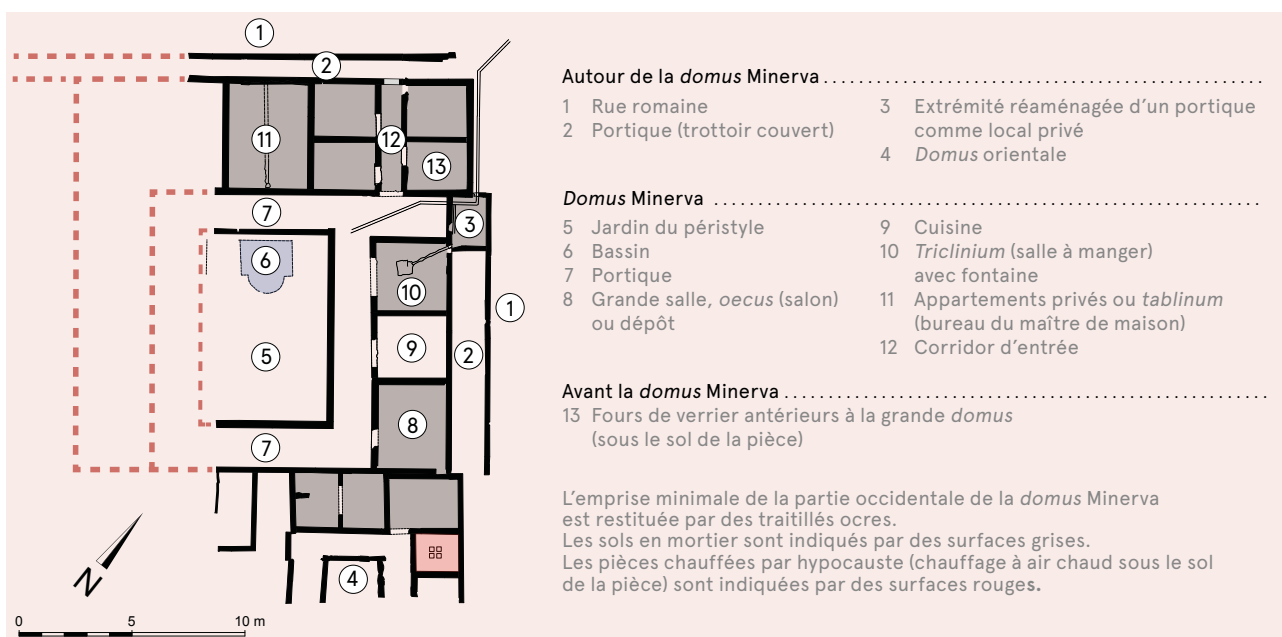 1
2
11
12
13
7
3
6
10
1
5
9
2
8
7
4
N
0 5 10 m
Autour de la domus Minerva ........................................
1 Rue romaine
2 Portique (trottoir couvert)
3 Extrémité réaménagée d'un portique
comme local privé
4 Domus orientale
Domus Minerva ........................................
5 Jardin du péristyle
6 Bassin
7 Portique
8 Grande salle, oecus (salon)
ou dépôt
9 Cuisine
10 Triclinium (salle à manger)
avec fontaine
11 Appartements privés ou tablinum
(bureau du maître de maison)
12 Corridor d'entrée
Avant la domus Minerva ........................................
13 Fours de verrier antérieurs à la grande domus
(sous le sol de la pièce)
L'emprise minimale de la partie occidentale de la domus Minerva
est restituée par des traitillés ocres.
Les sols en mortier sont indiqués par des surfaces grises.
Les pièces chauffées par hypocauste (chauffage à air chaud sous le sol
de la pièce) sont indiquées par des surfaces rouges.